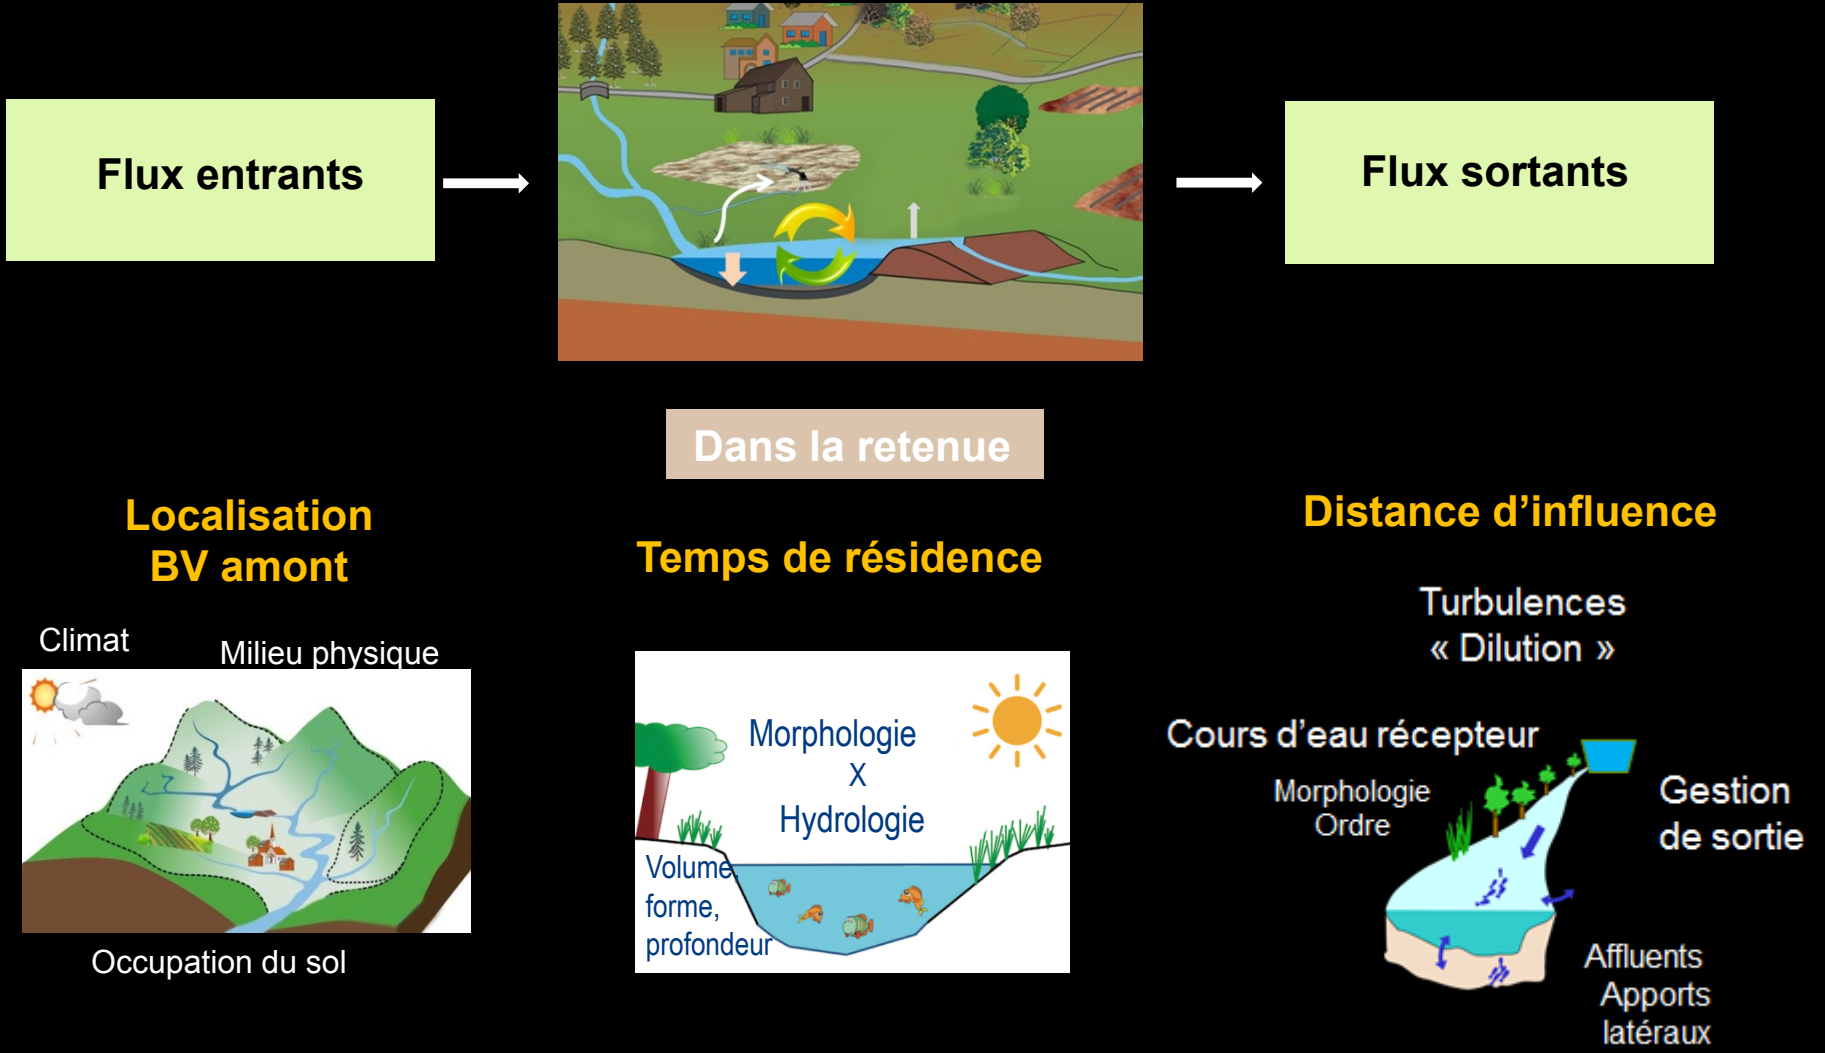 Flux entrants
Flux sortants
Dans la retenue
Localisation
BV amont
Climat
Milieu physique
Occupation du sol
Temps de résidence
Morphologie
X
Hydrologie
Volume,
forme,
profondeur
Distance d’influence
Turbulences
« Dilution »
Cours d’eau récepteur
Morphologie
Ordre
Gestion
de sortie
Affluents
Apports
latéraux